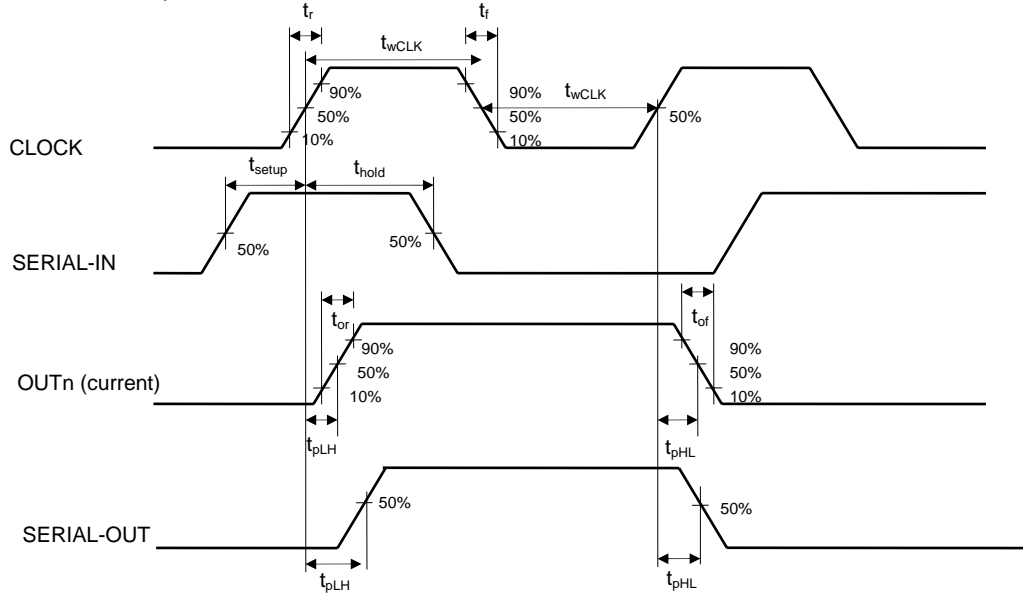 tr
tf
twCLK
90%
90%
twCLK
50%
50%
50%
10%
10%
CLOCK
tsetup
thold
50%
50%
SERIAL-IN
tor
tof
90%
90%
OUTn (current)
50%
50%
10%
10%
tpLH
tpHL
50%
50%
SERIAL-OUT
tpLH
tpHL